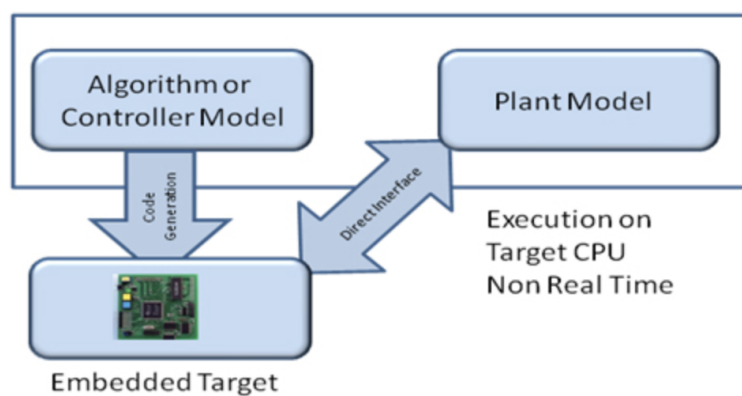 Algorithm or
Controller Model
Plant Model
Code
Generation
Direct Interface
Execution on
Target CPU
Non Real Time
Embedded Target